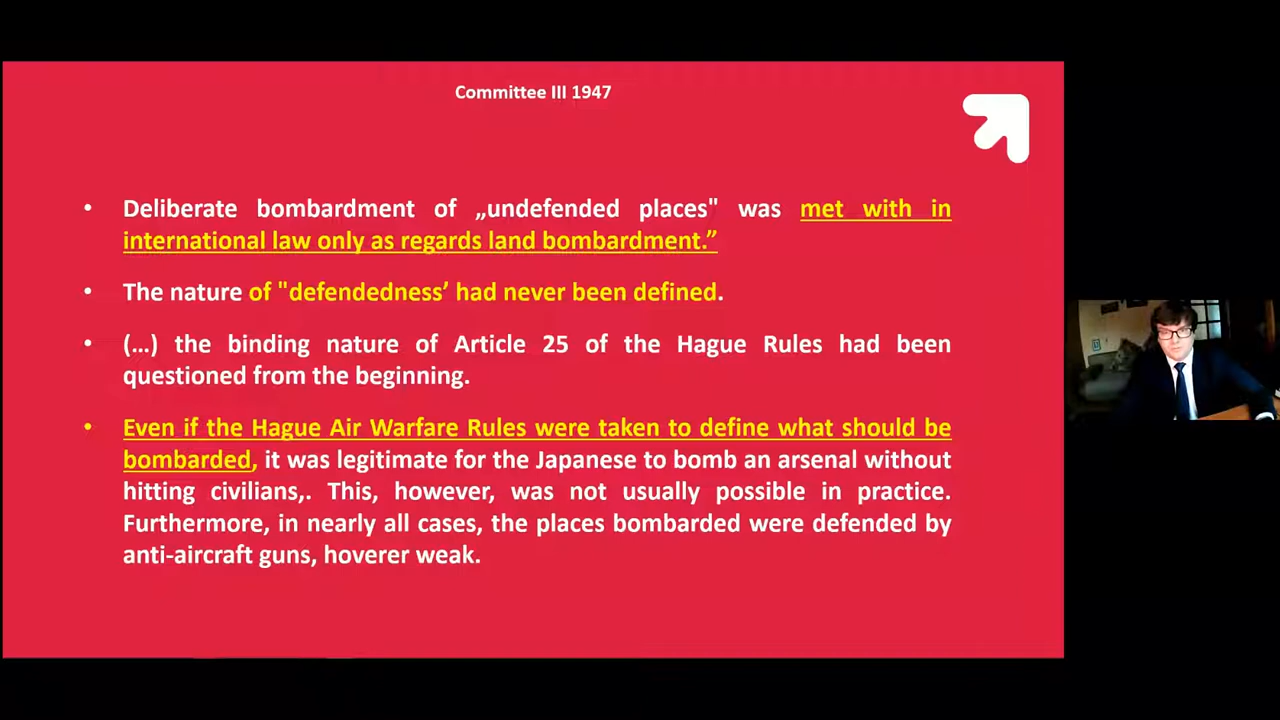 Committee III 1947
• Deliberate bombardment of „undefended places" was met with in
international law only as regards land bombardment.”
• The nature of "defendedness’ had never been defined.
• (...) the binding nature of Article 25 of the Hague Rules had been
questioned from the beginning.
• Even if the Hague Air Warfare Rules were taken to define what should be
bombarded, it was legitimate for the Japanese to bomb an arsenal without
hitting civilians,. This, however, was not usually possible in practice.
Furthermore, in nearly all cases, the places bombarded were defended by
anti-aircraft guns, hoverer weak.